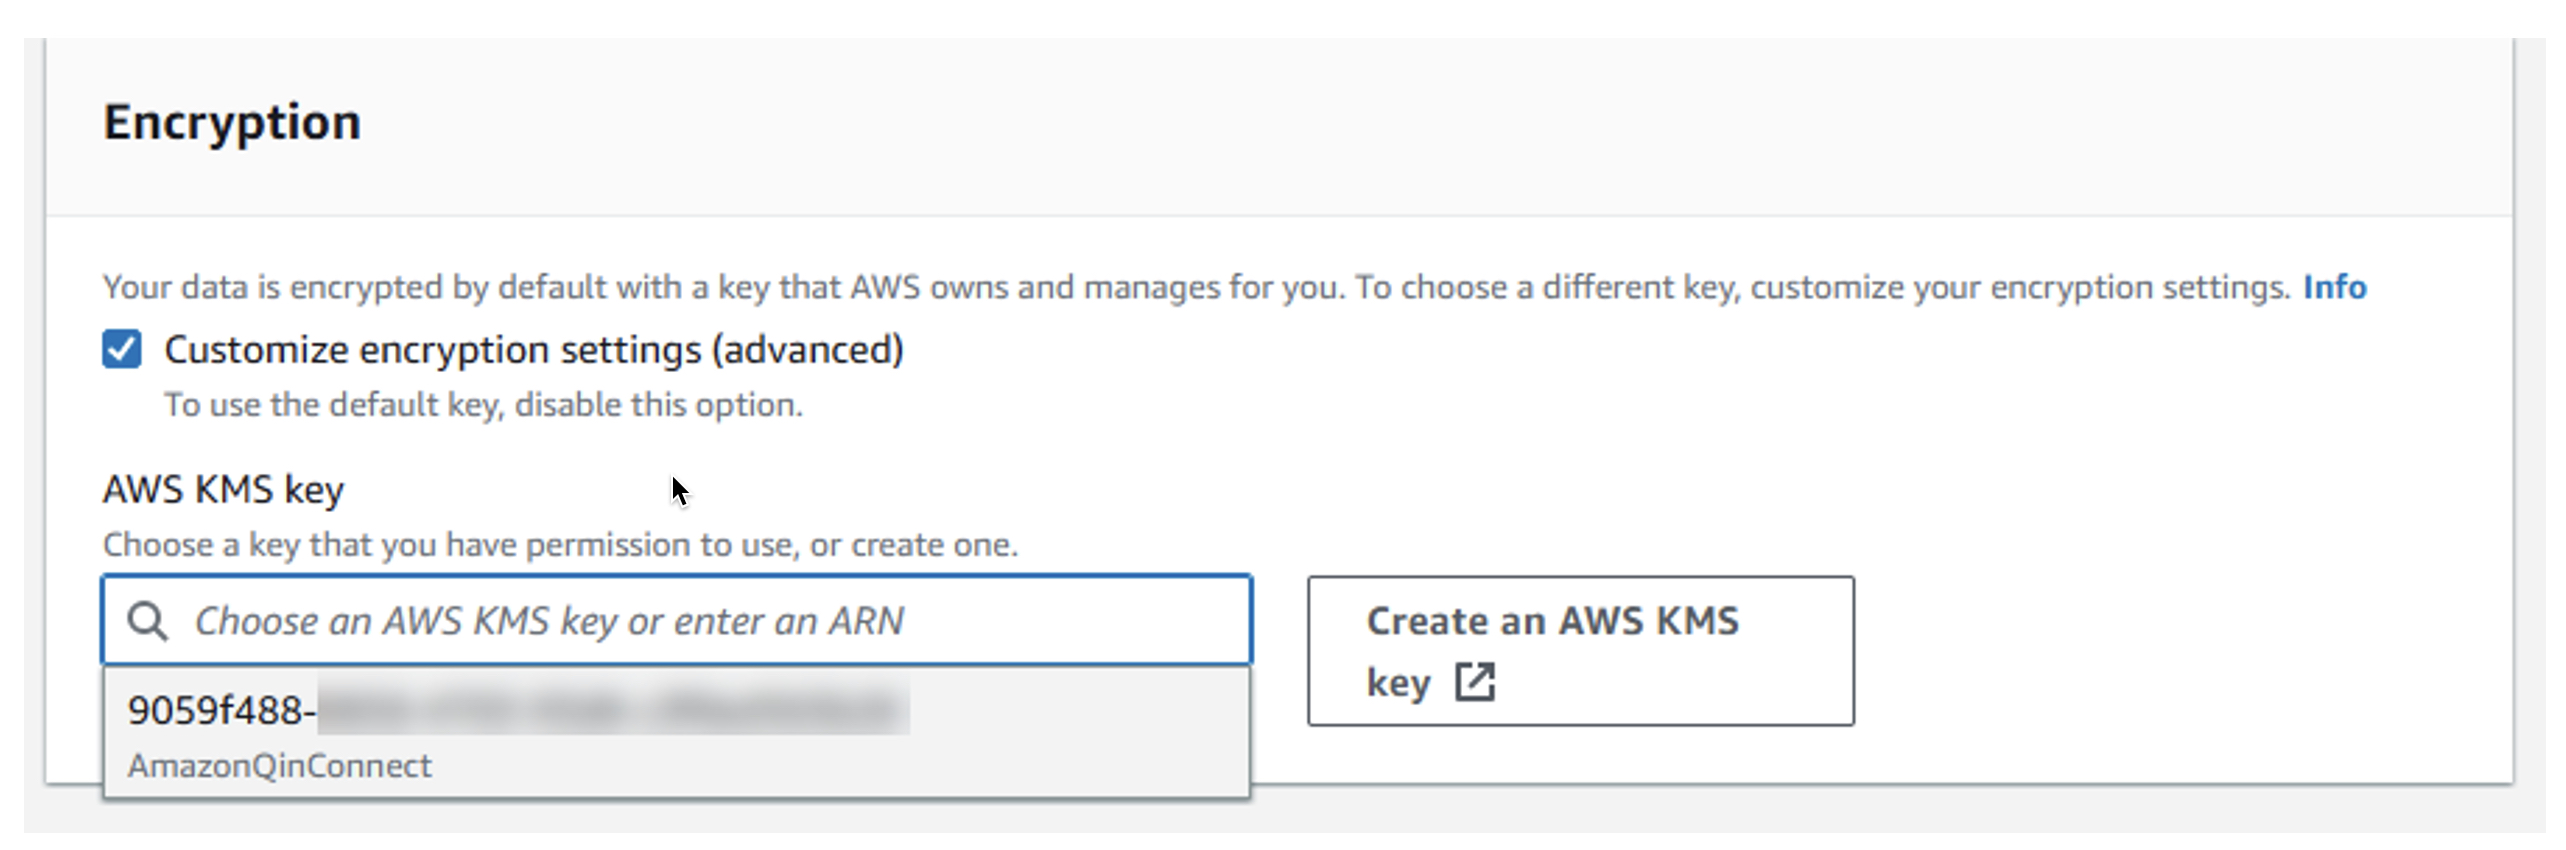 Encryption
Your data is encrypted by default with a key that AWS owns and manages for you. To choose a different key, customize your encryption settings. Info
Customize encryption settings (advanced)
To use the default key, disable this option.
AWS KMS key
Choose a key that you have permission to use, or create one.
Choose an AWS KMS key or enter an ARN
Create an AWS KMS
key
9059f488-
AmazonQinConnect